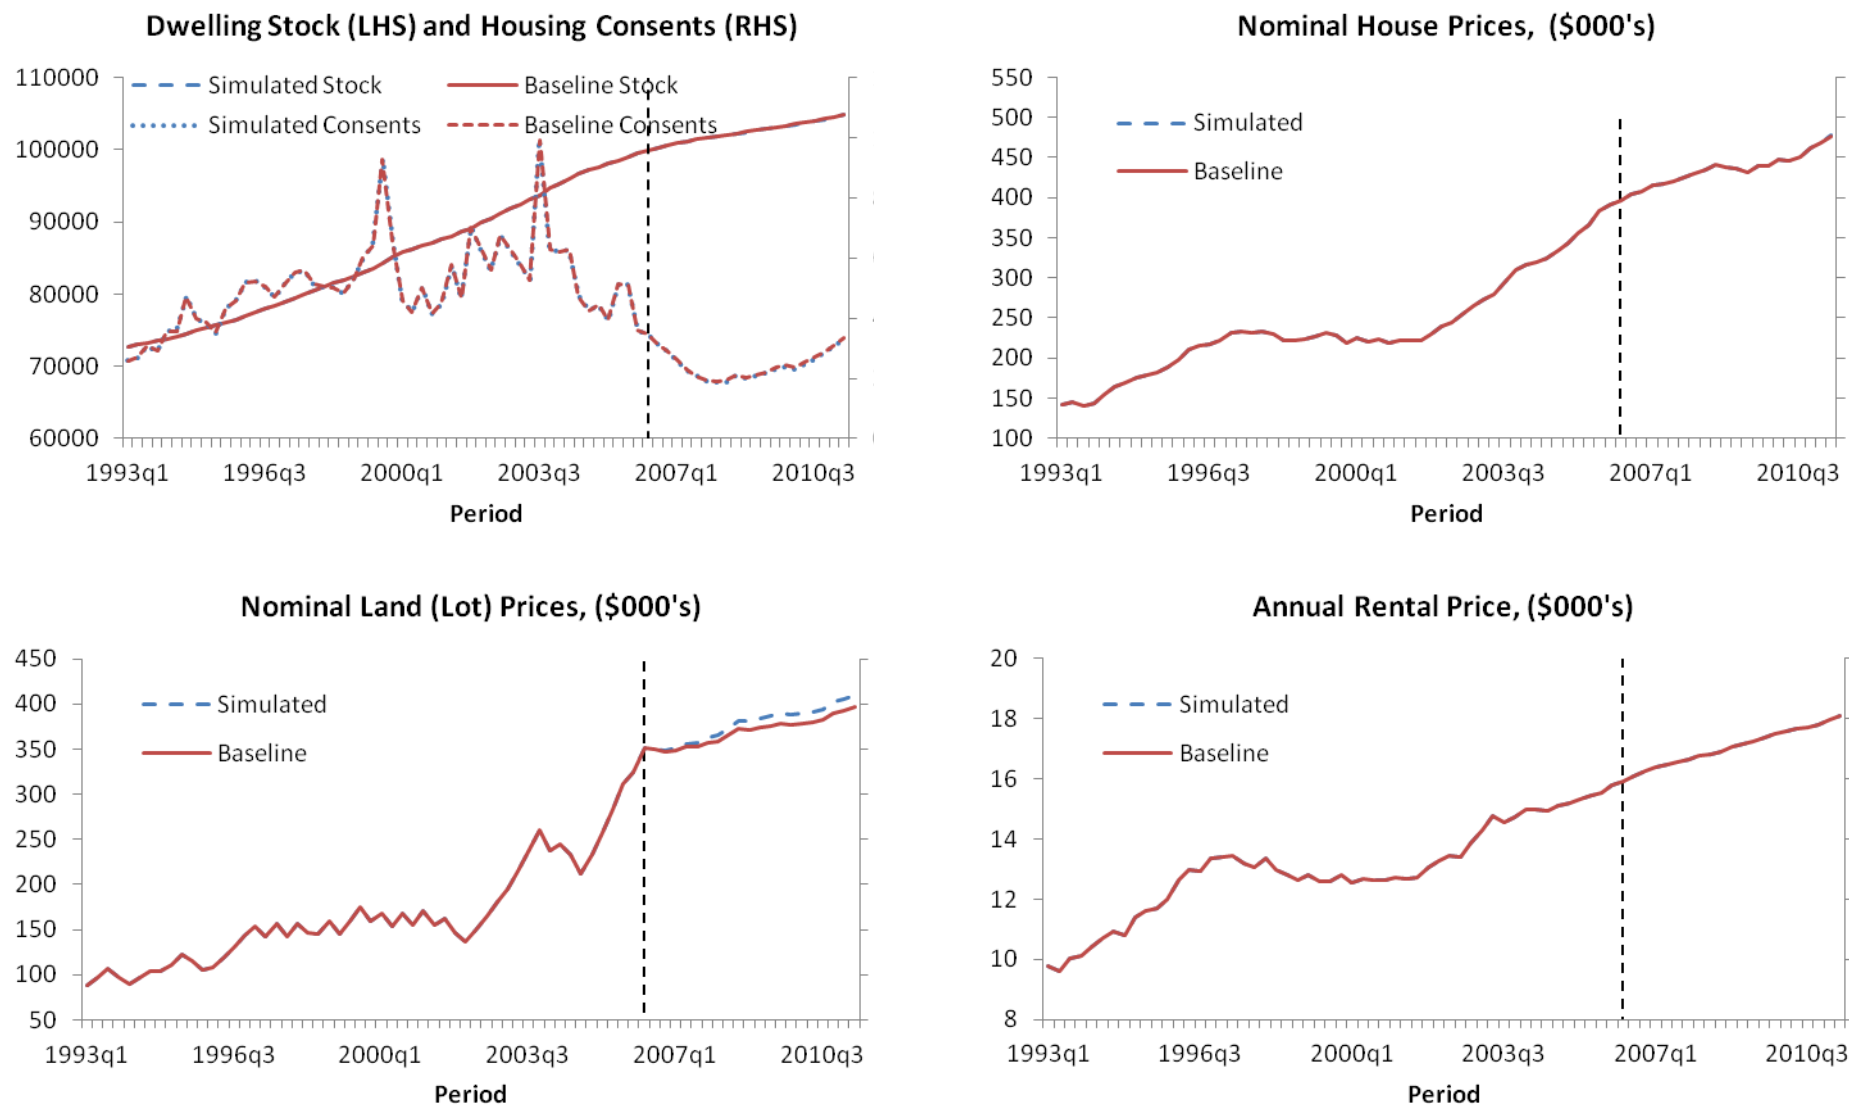 Dwelling Stock (LHS) and Housing Consents (RHS)
110000
100000
90000
80000
70000
60000
Simulated Stock
Baseline Stock
Simulated Consents
Baseline Consents
1993q1 1996q3 2000q1 2003q3 2007q1 2010q3
Period
Nominal House Prices, ($000's)
550
500
450
400
350
300
250
200
150
100
Simulated
Baseline
1993q1 1996q3 2000q1 2003q3 2007q1 2010q3
Period
Nominal Land (Lot) Prices, ($000's)
450
400
350
300
250
200
150
100
50
Simulated
Baseline
1993q1 1996q3 2000q1 2003q3 2007q1 2010q3
Period
Annual Rental Price, ($000's)
20
18
16
14
12
10
8
Simulated
Baseline
1993q1 1996q3 2000q1 2003q3 2007q1 2010q3
Period